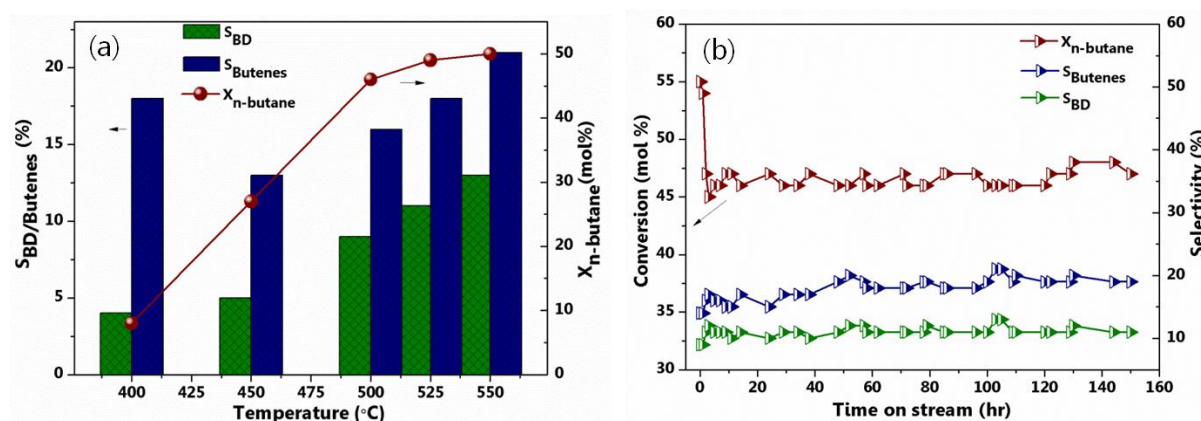 (a)
S_BD
S_Butenes
X_n-butane
S_BD/Butenes (%)
20
15
10
5
0
400 425 450 475 500 525 550
Temperature (°C)
50
40
30
20
10
0
X_n-butane (mol%)
(b)
X_n-butane
S_Butenes
S_BD
Conversion (mol %)
60
55
50
45
40
35
30
0 20 40 60 80 100 120 140 160
Time on stream (hr)
60
50
40
30
20
10
Selectivity (%)